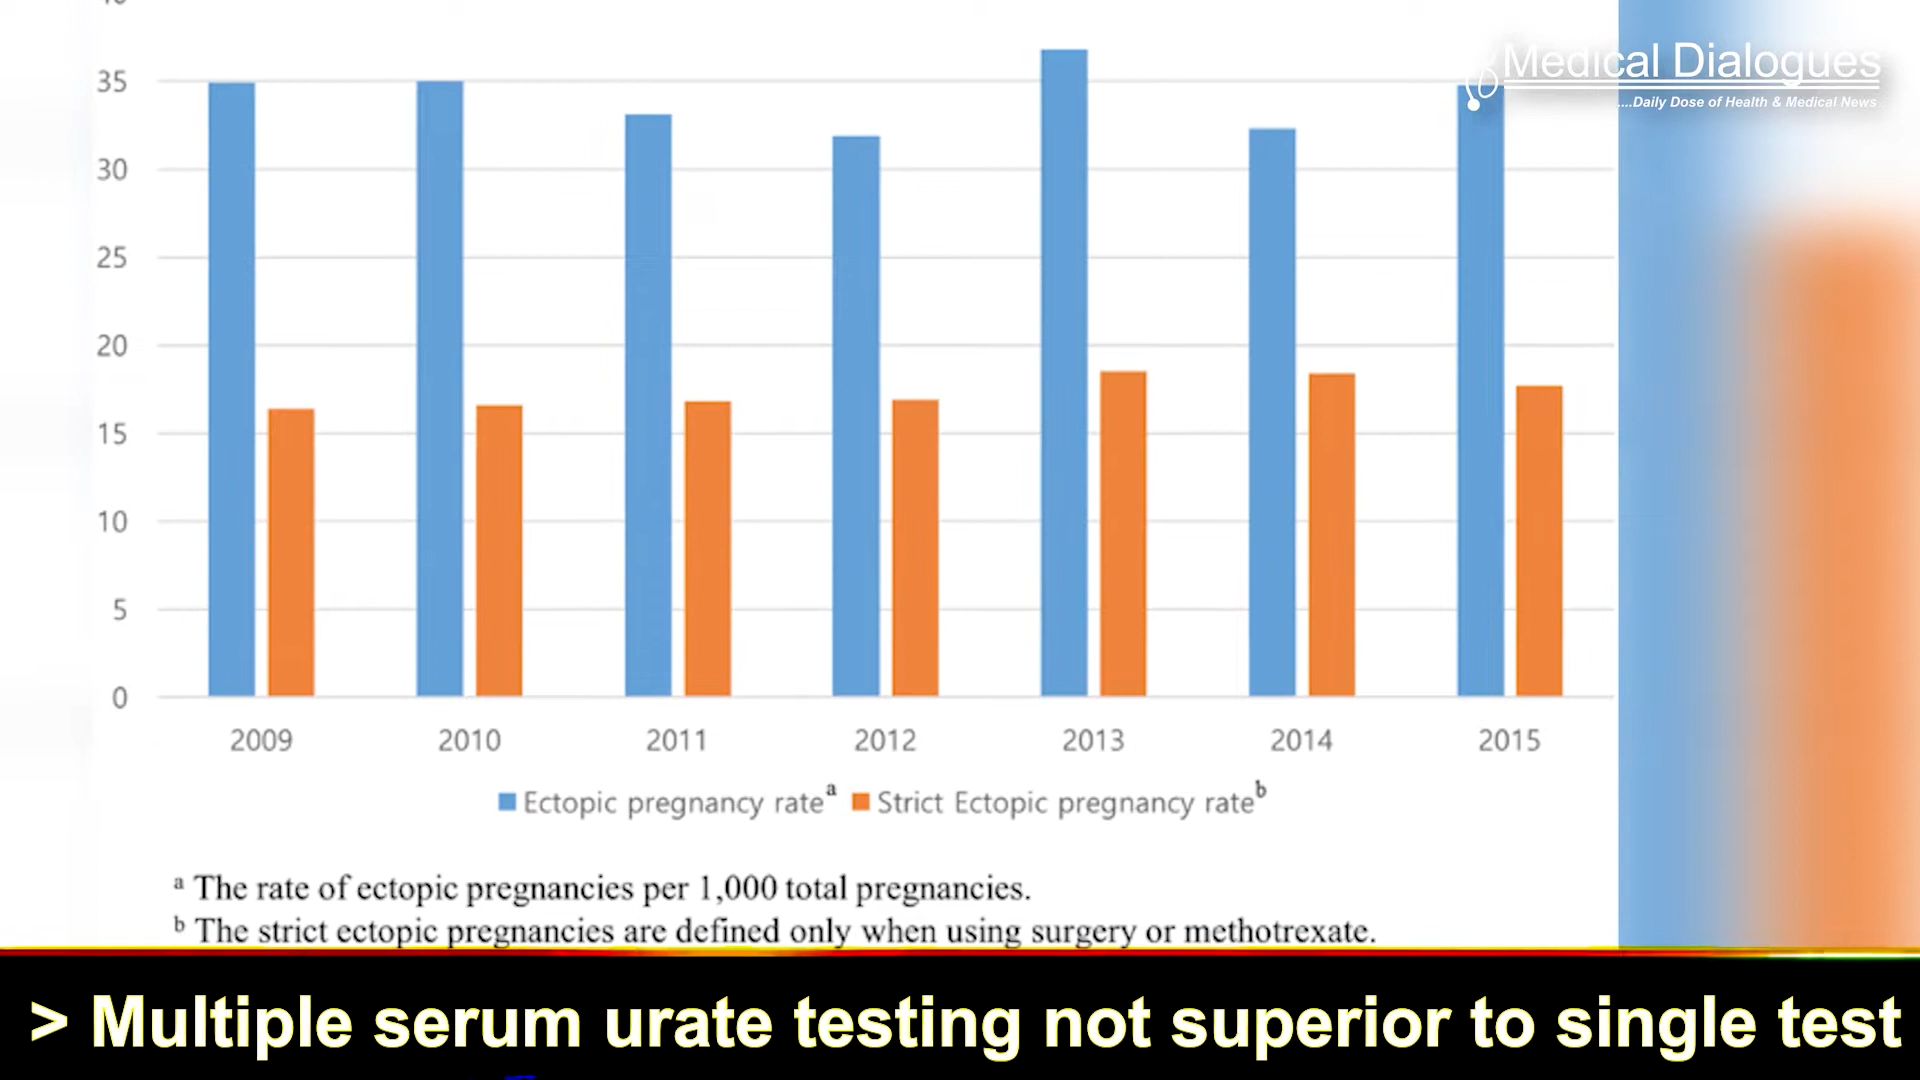 Medical Dialogues
....Daily Dose of Health & Medical News
35
30
25
20
15
10
5
0
2009 2010 2011 2012 2013 2014 2015
Ectopic pregnancy rate a Strict Ectopic pregnancy rate b
a The rate of ectopic pregnancies per 1,000 total pregnancies.
b The strict ectopic pregnancies are defined only when using surgery or methotrexate.
> Multiple serum urate testing not superior to single test